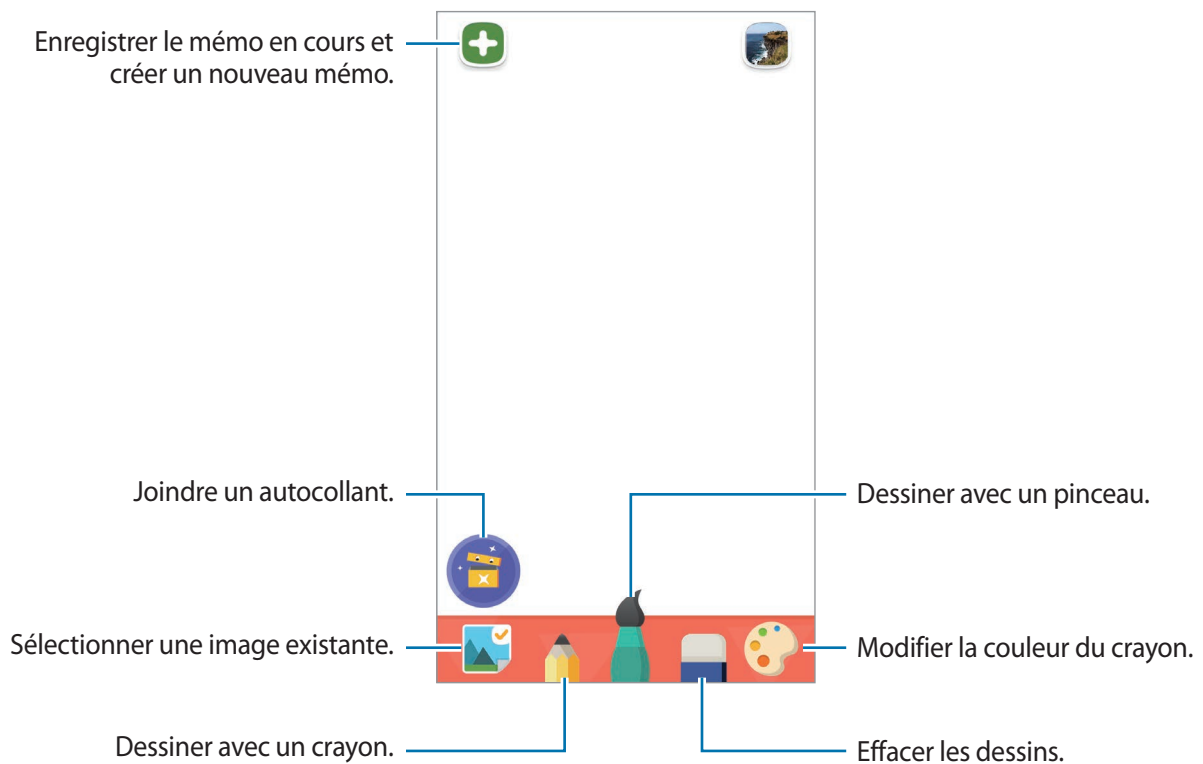 Enregistrer le mémo en cours et
créer un nouveau mémo.
Joindre un autocollant.
Dessiner avec un pinceau.
Sélectionner une image existante.
Modifier la couleur du crayon.
Dessiner avec un crayon.
Effacer les dessins.